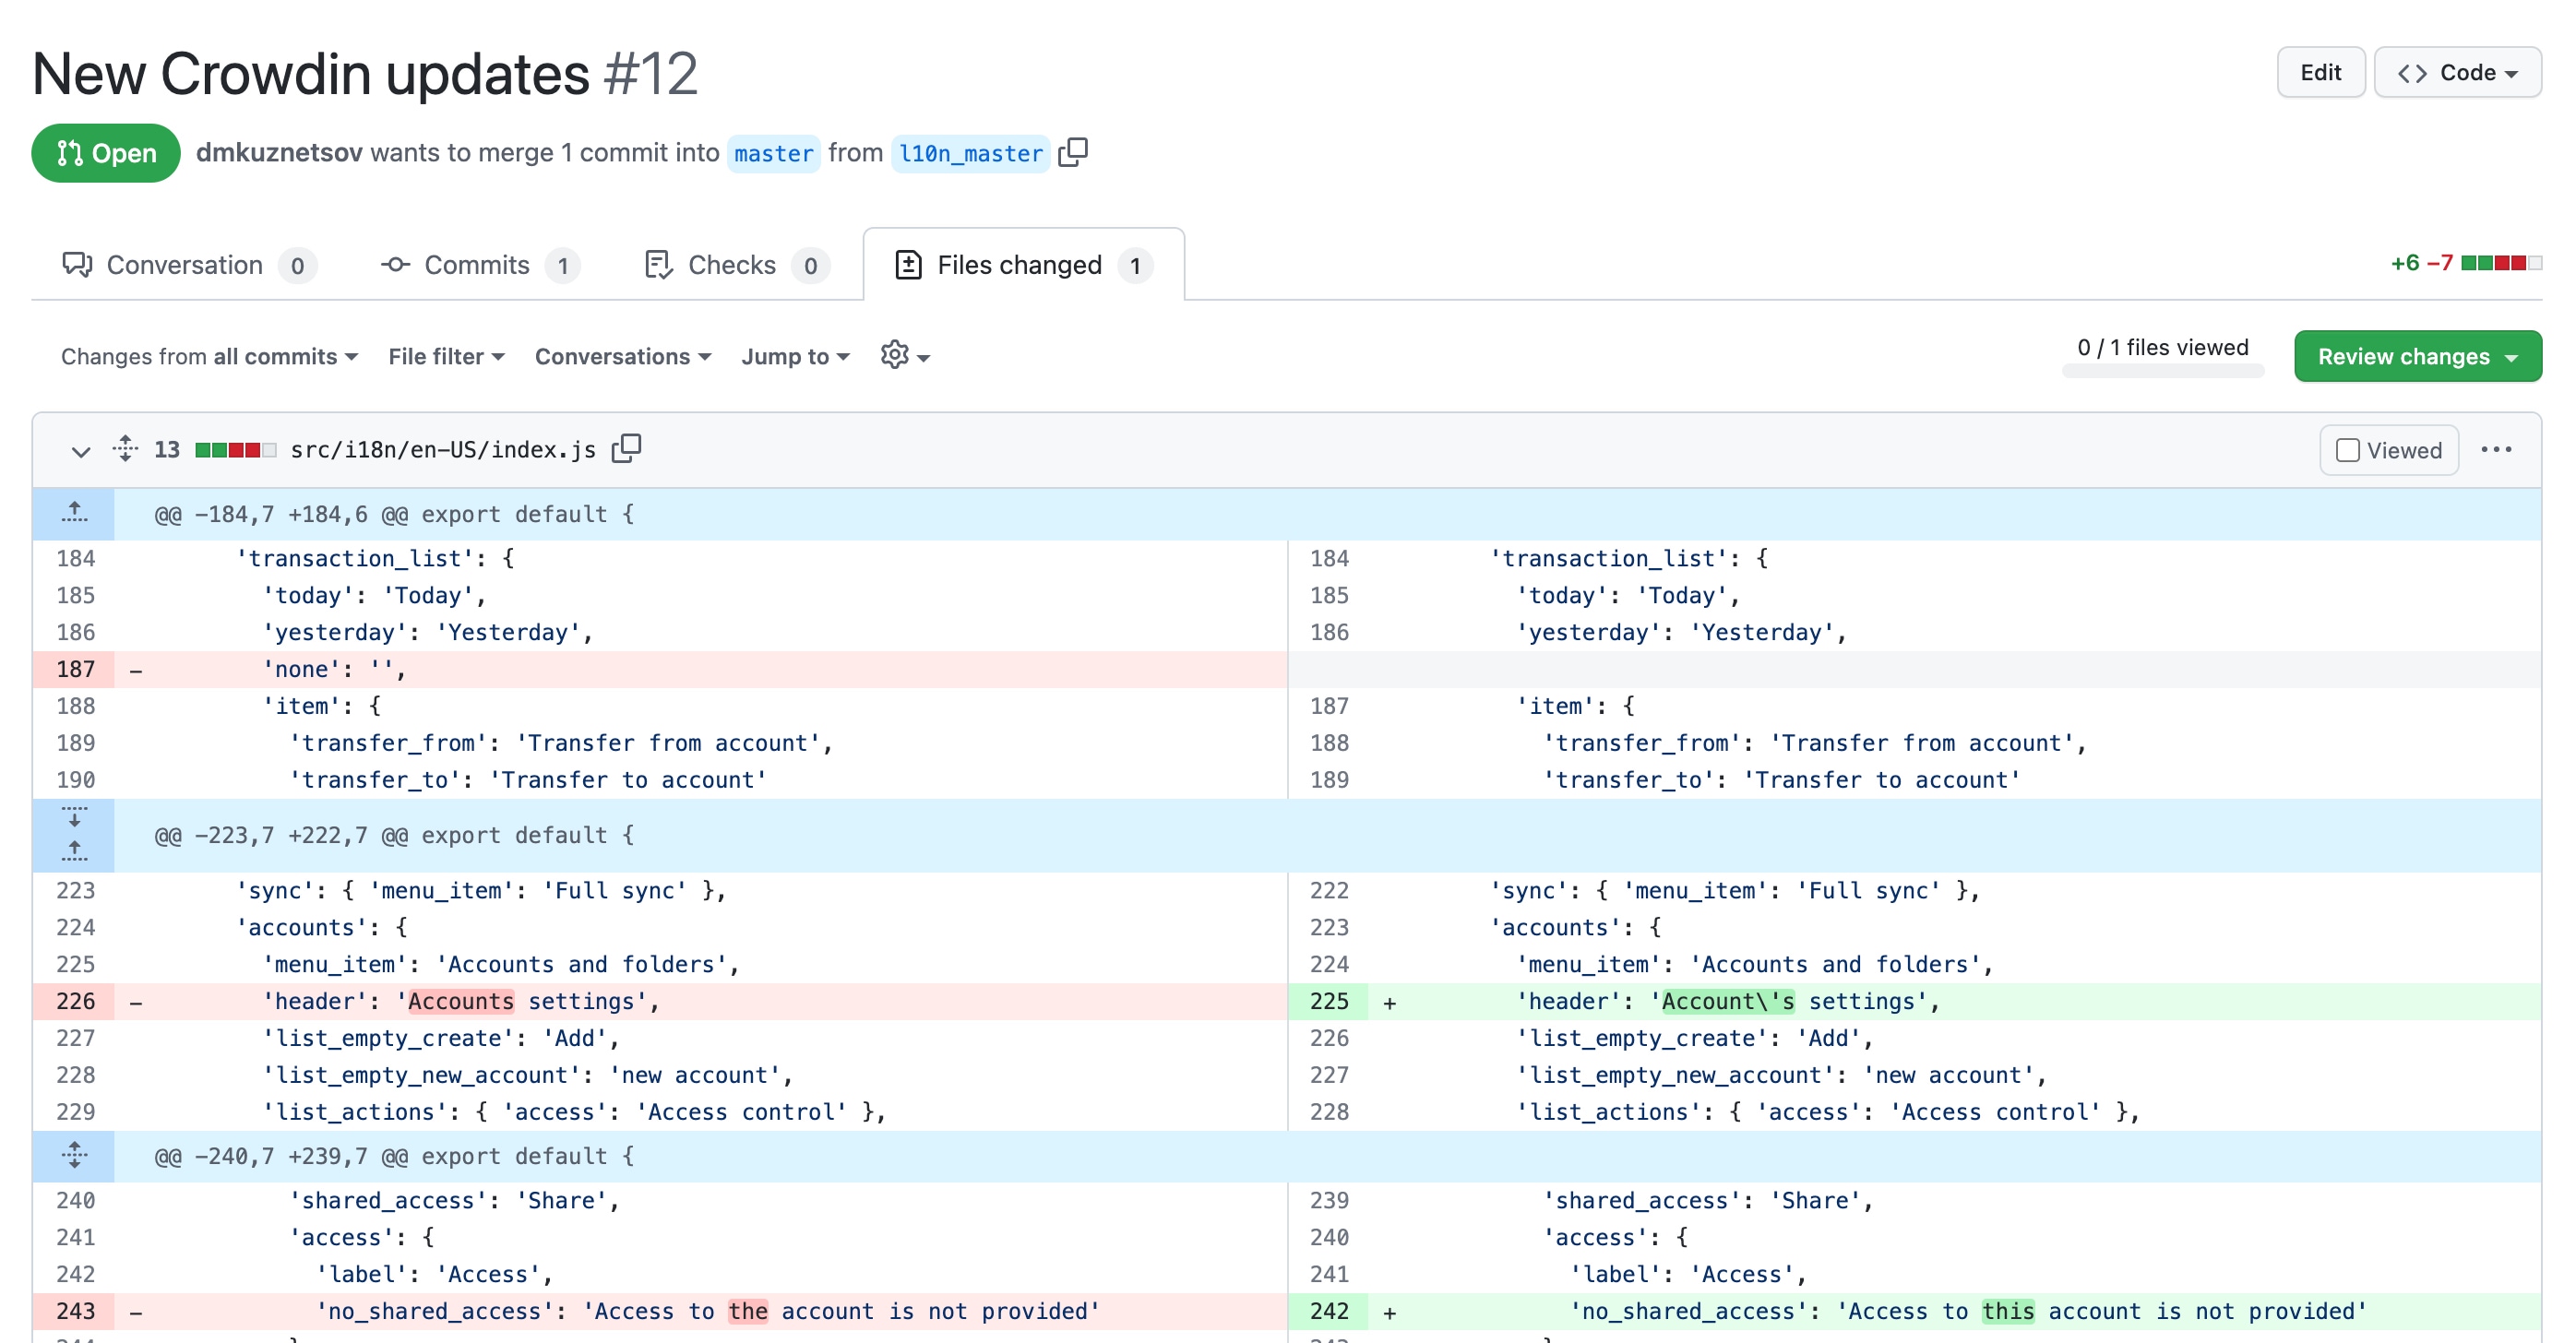 New Crowdin updates #12
Edit
Code
Open
dmkuznetsov wants to merge 1 commit into master from l10n_master
Conversation 0
Commits 1
Checks 0
Files changed 1
+6 −7
Changes from all commits
File filter
Conversations
Jump to
0 / 1 files viewed
Review changes
13 src/i18n/en-US/index.js
Viewed
@@ -184,7 +184,6 @@ export default {
184 'transaction_list': {
185 'today': 'Today',
186 'yesterday': 'Yesterday',
187 - 'none': '',
188 'item': {
189 'transfer_from': 'Transfer from account',
190 'transfer_to': 'Transfer to account'
184 'transaction_list': {
185 'today': 'Today',
186 'yesterday': 'Yesterday',
187 'item': {
188 'transfer_from': 'Transfer from account',
189 'transfer_to': 'Transfer to account'
@@ -223,7 +222,7 @@ export default {
223 'sync': { 'menu_item': 'Full sync' },
224 'accounts': {
225 'menu_item': 'Accounts and folders',
226 - 'header': 'Accounts settings',
227 'list_empty_create': 'Add',
228 'list_empty_new_account': 'new account',
229 'list_actions': { 'access': 'Access control' },
222 'sync': { 'menu_item': 'Full sync' },
223 'accounts': {
224 'menu_item': 'Accounts and folders',
225 + 'header': 'Account\'s settings',
226 'list_empty_create': 'Add',
227 'list_empty_new_account': 'new account',
228 'list_actions': { 'access': 'Access control' },
@@ -240,7 +239,7 @@ export default {
240 'shared_access': 'Share',
241 'access': {
242 'label': 'Access',
243 - 'no_shared_access': 'Access to the account is not provided'
239 'shared_access': 'Share',
240 'access': {
241 'label': 'Access',
242 + 'no_shared_access': 'Access to this account is not provided'